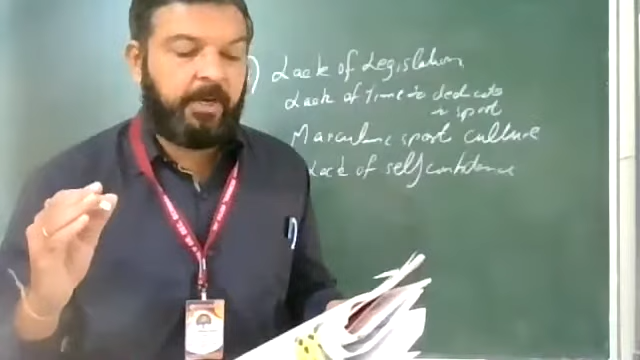 ) Lack of Legislation
Lack of Time to dedicate
to sport
Masculine sport culture
Lack of self confidence